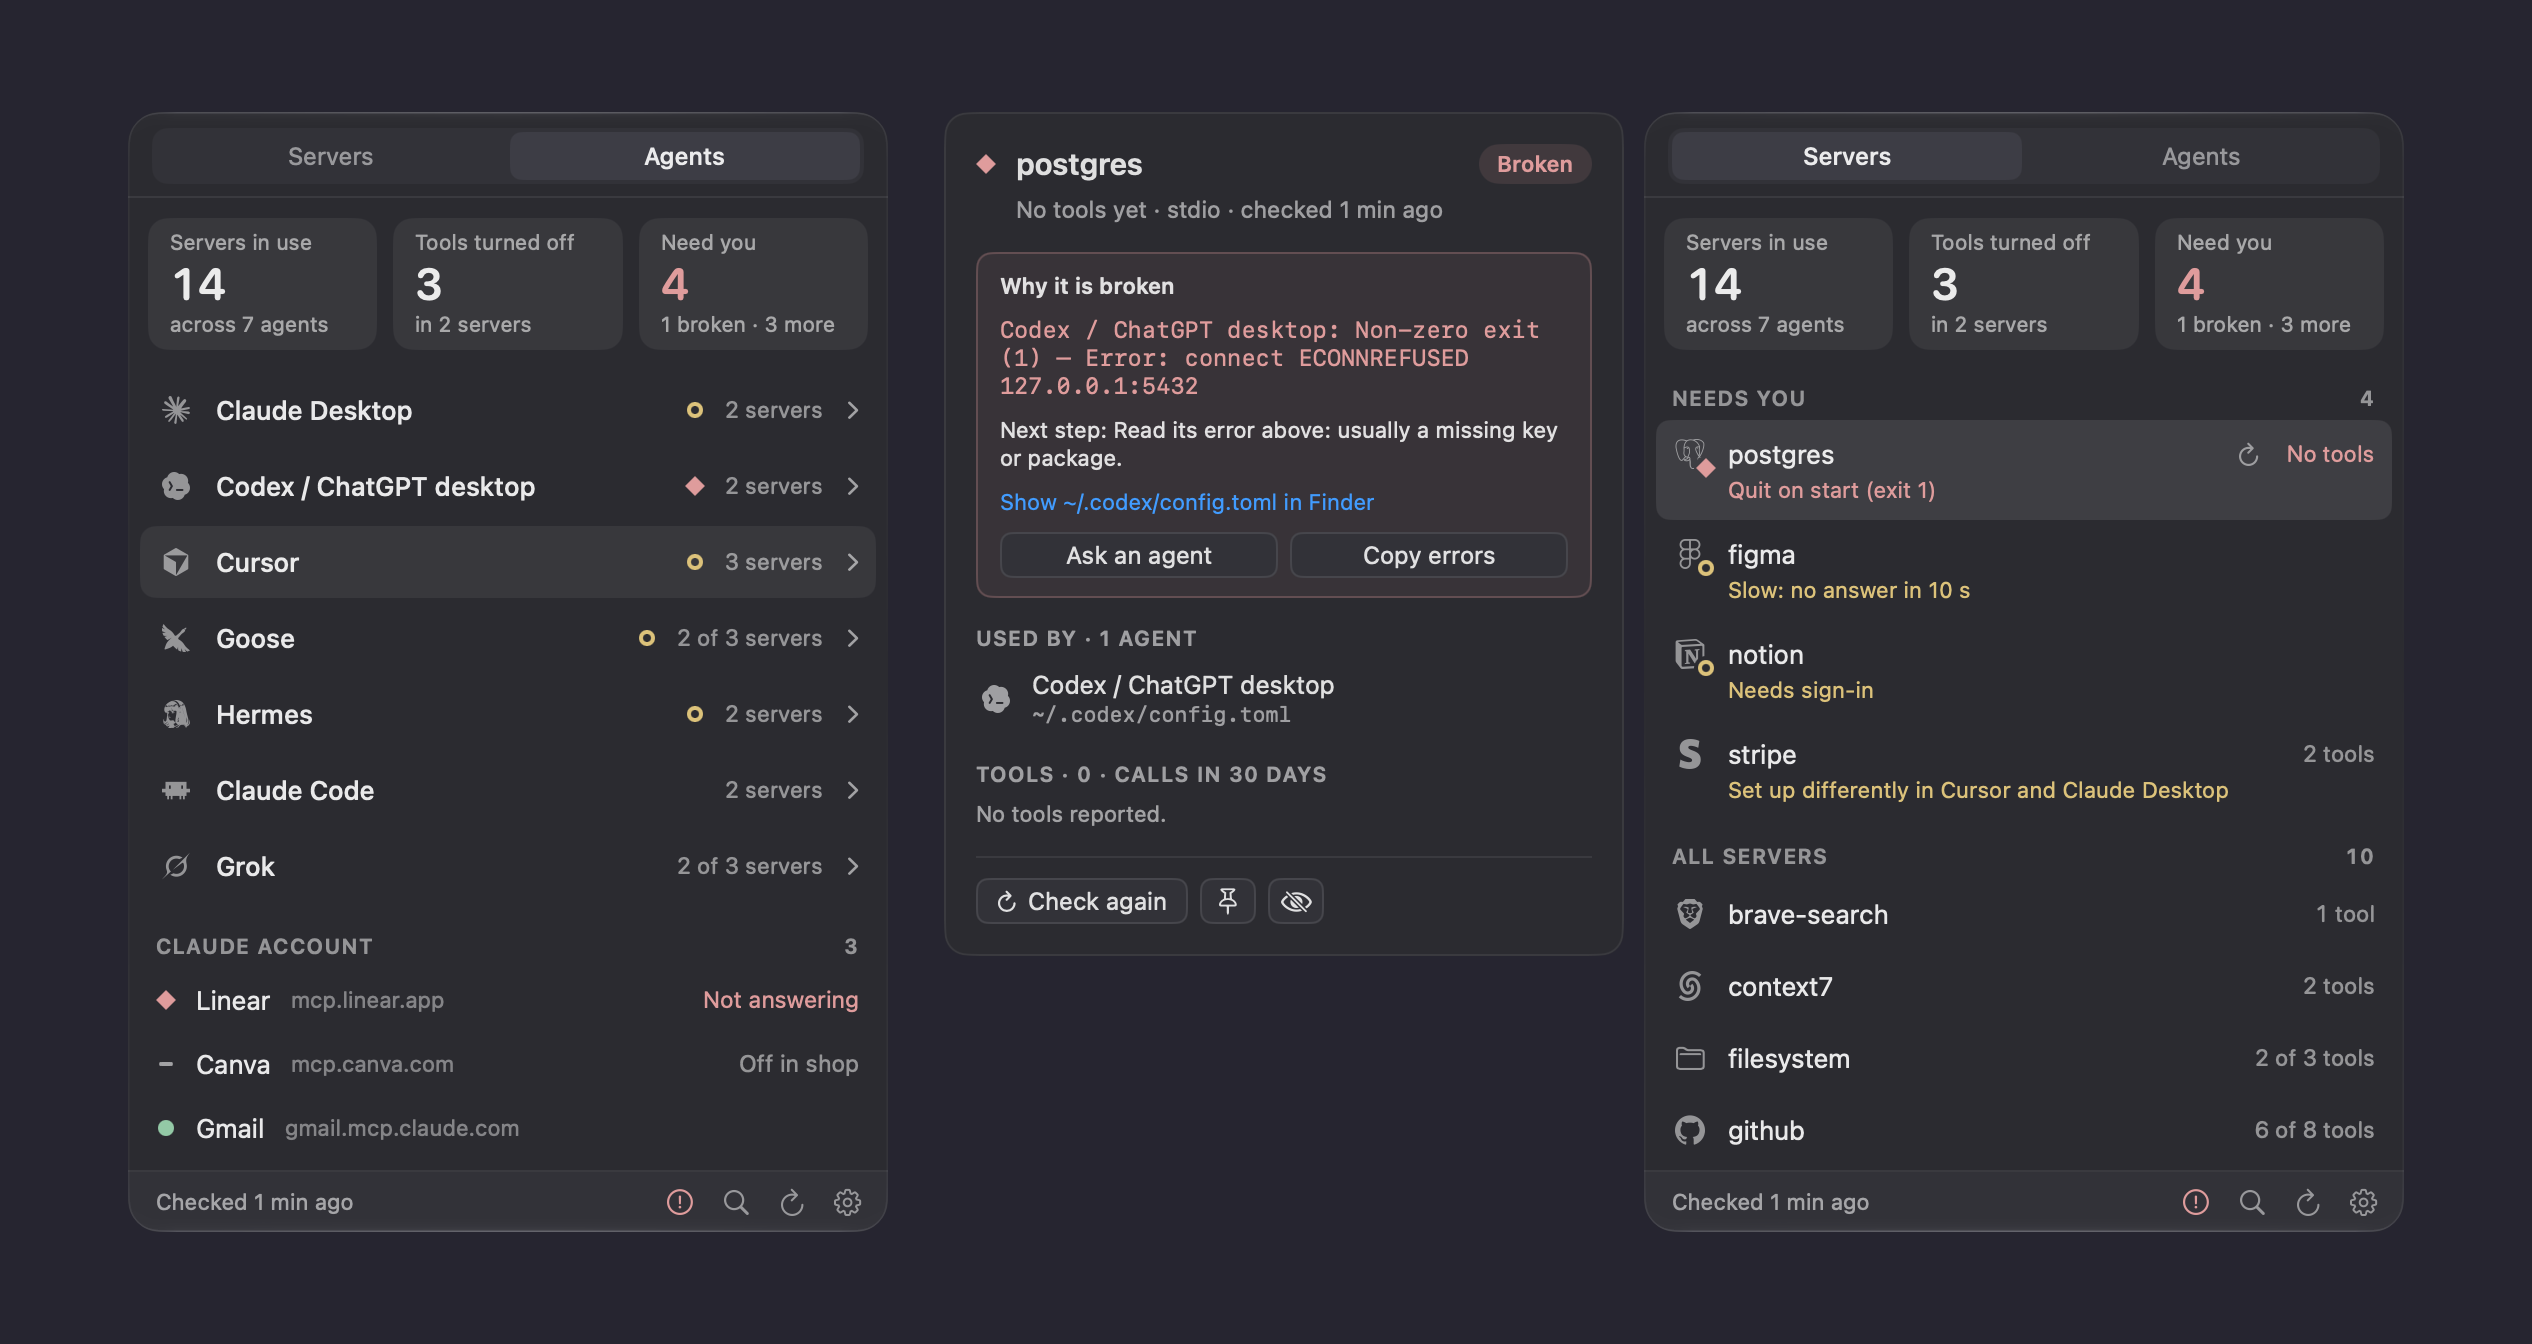 Servers
Agents
Servers in use
14
across 7 agents
Tools turned off
3
in 2 servers
Need you
4
1 broken · 3 more
Claude Desktop
2 servers
Codex / ChatGPT desktop
2 servers
Cursor
3 servers
Goose
2 of 3 servers
Hermes
2 servers
Claude Code
2 servers
Grok
2 of 3 servers
CLAUDE ACCOUNT
3
Linear mcp.linear.app
Not answering
Canva mcp.canva.com
Off in shop
Gmail gmail.mcp.claude.com
Checked 1 min ago
postgres
Broken
No tools yet · stdio · checked 1 min ago
Why it is broken
Codex / ChatGPT desktop: Non-zero exit
(1) — Error: connect ECONNREFUSED
127.0.0.1:5432
Next step: Read its error above: usually a missing key
or package.
Show ~/.codex/config.toml in Finder
Ask an agent
Copy errors
USED BY · 1 AGENT
Codex / ChatGPT desktop
~/.codex/config.toml
TOOLS · 0 · CALLS IN 30 DAYS
No tools reported.
Check again
Servers
Agents
Servers in use
14
across 7 agents
Tools turned off
3
in 2 servers
Need you
4
1 broken · 3 more
NEEDS YOU
4
postgres
No tools
Quit on start (exit 1)
figma
Slow: no answer in 10 s
notion
Needs sign-in
stripe
2 tools
Set up differently in Cursor and Claude Desktop
ALL SERVERS
10
brave-search
1 tool
context7
2 tools
filesystem
2 of 3 tools
github
6 of 8 tools
Checked 1 min ago